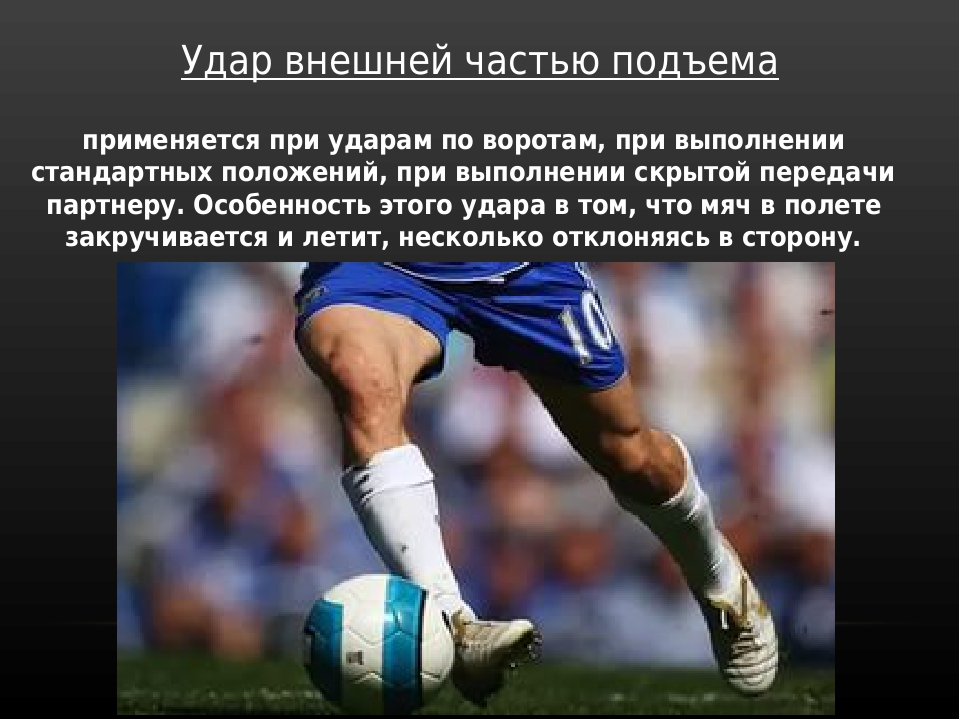 Удар внешней частью подъема
применяется при ударам по воротам, при выполнении
стандартных положений, при выполнении скрытой передачи
партнеру. Особенность этого удара в том, что мяч в полете
закручивается и летит, несколько отклоняясь в сторону.
10